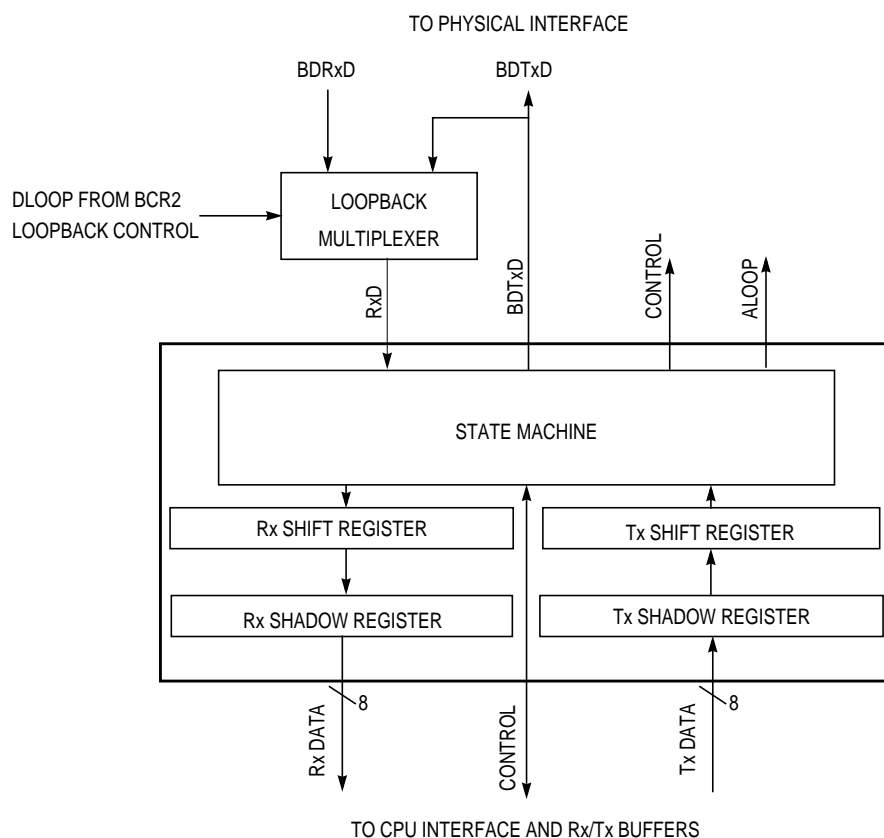 TO PHYSICAL INTERFACE
BDRxD
BDTxD
DLOOP FROM BCR2
LOOPBACK CONTROL
LOOPBACK
MULTIPLEXER
RxD
BDTxD
CONTROL
ALOOP
STATE MACHINE
Rx SHIFT REGISTER
Tx SHIFT REGISTER
Rx SHADOW REGISTER
Tx SHADOW REGISTER
8
8
Rx DATA
CONTROL
Tx DATA
TO CPU INTERFACE AND Rx/Tx BUFFERS